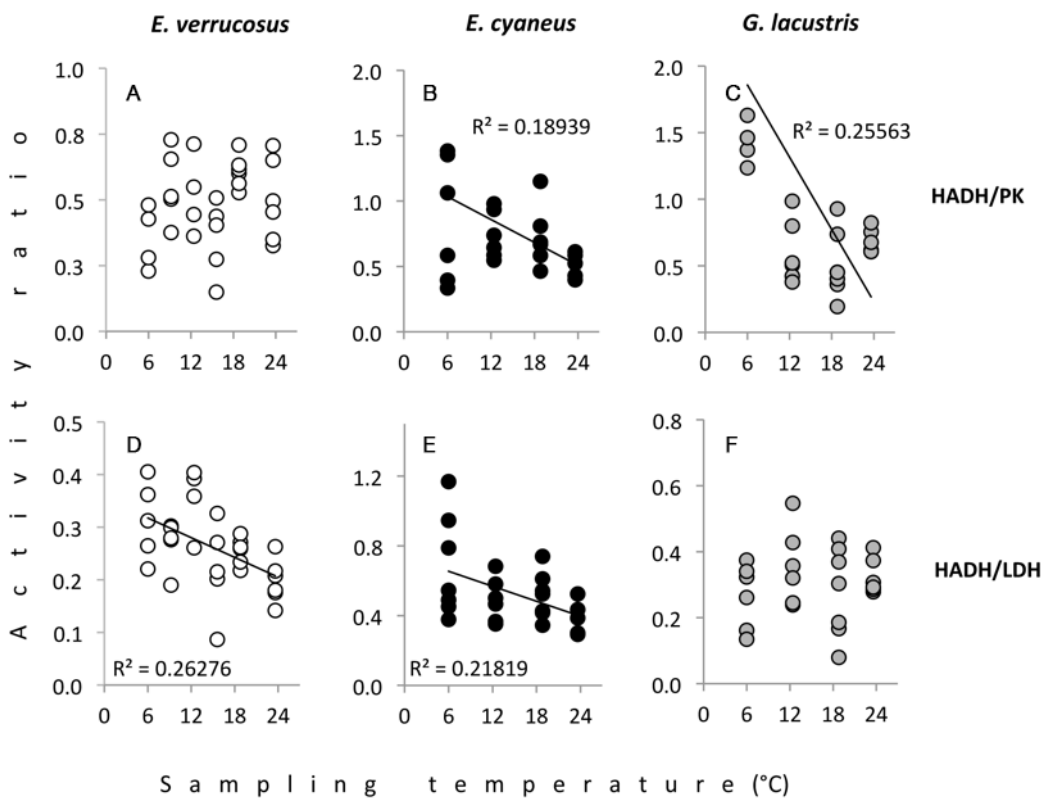 E. verrucosus
E. cyaneus
G. lacustris
Activity ratio
A
1.0
0.8
0.5
0.3
0.0
0 6 12 18 24
B
R² = 0.18939
2.0
1.5
1.0
0.5
0.0
0 6 12 18 24
C
R² = 0.25563
2.0
1.5
1.0
0.5
0.0
0 6 12 18 24
HADH/PK
D
R² = 0.26276
0.5
0.4
0.3
0.2
0.1
0.0
0 6 12 18 24
E
R² = 0.21819
1.2
0.8
0.4
0.0
0 6 12 18 24
F
0.8
0.6
0.4
0.2
0.0
0 6 12 18 24
HADH/LDH
Sampling temperature (°C)